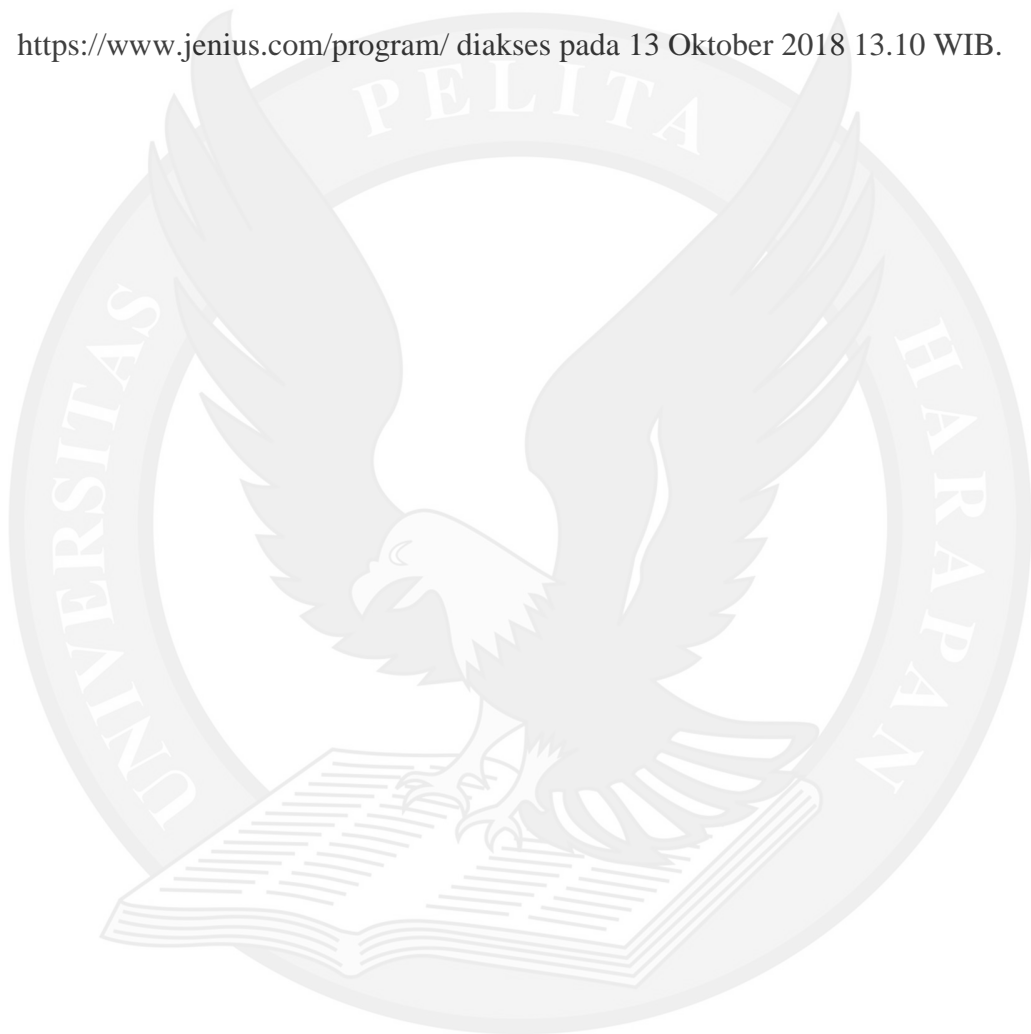 https://www.jenius.com/program/ diakses pada 13 Oktober 2018 13.10 WIB.
UNIVERSITAS PELITA HARAPAN